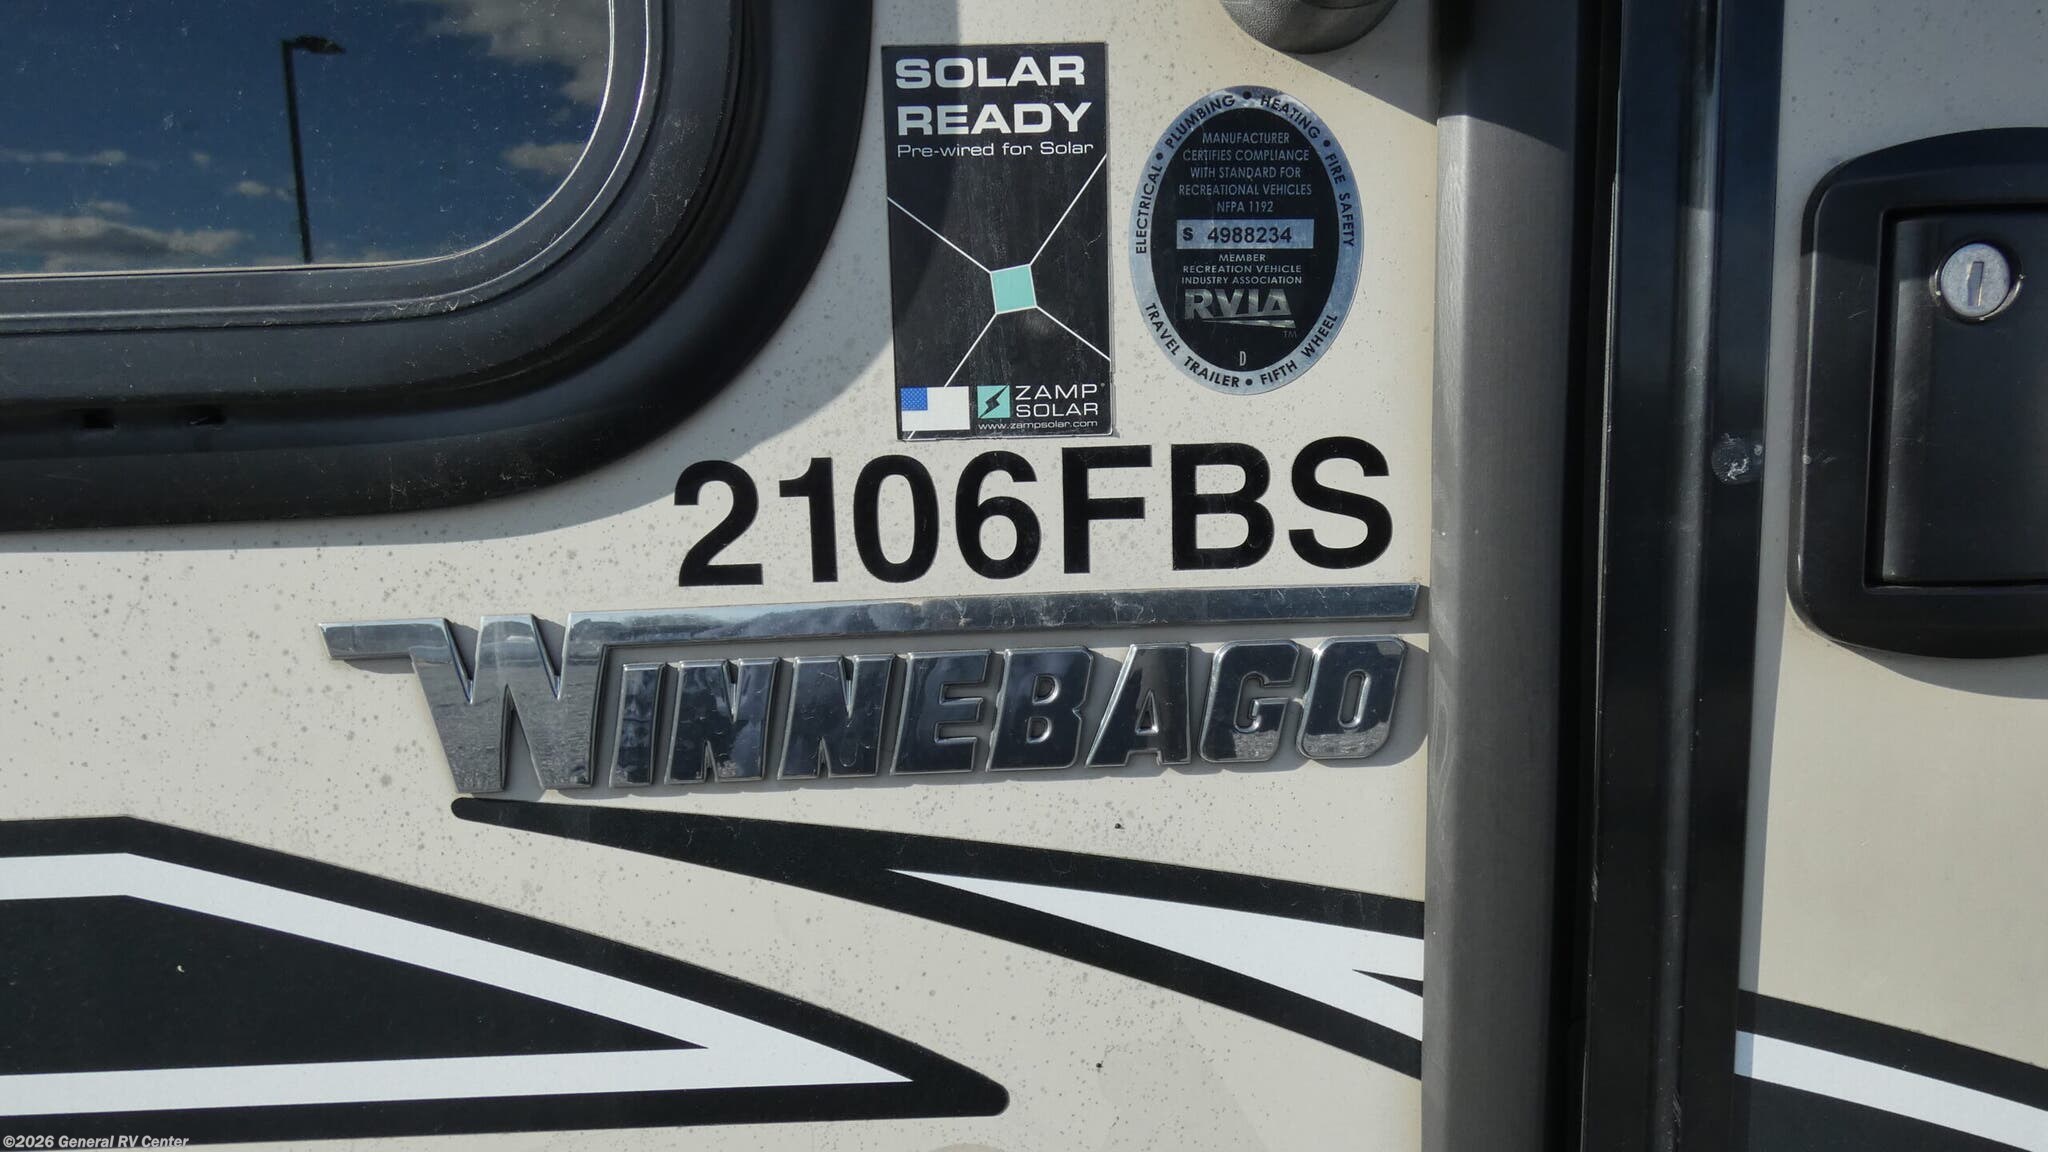 SOLAR
READY
Pre-wired for Solar
ZAMP
SOLAR
www.zampsolar.com
ELECTRICAL • PLUMBING • HEATING • FIRE SAFETY
MANUFACTURER
CERTIFIES COMPLIANCE
WITH STANDARD FOR
RECREATIONAL VEHICLES
NFPA 1192
S 4988234
MEMBER
RECREATION VEHICLE
INDUSTRY ASSOCIATION
RVIA
TM
D
TRAVEL TRAILER • FIFTH WHEEL
2106FBS
WINNEBAGO
©2026 General RV Center